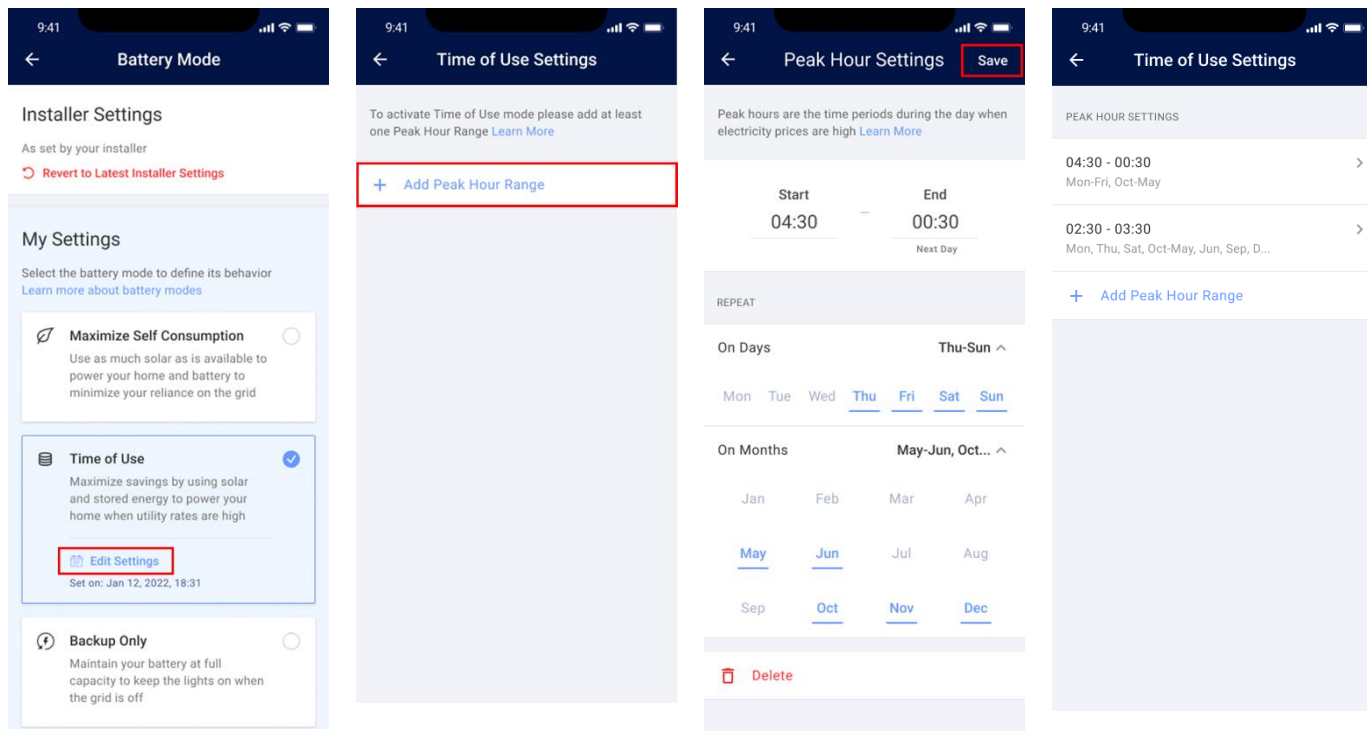 9:41
Battery Mode
Installer Settings
As set by your installer
Revert to Latest Installer Settings
My Settings
Select the battery mode to define its behavior
Learn more about battery modes
Maximize Self Consumption
Use as much solar as is available to
power your home and battery to
minimize your reliance on the grid
Time of Use
Maximize savings by using solar
and stored energy to power your
home when utility rates are high
Edit Settings
Set on: Jan 12, 2022, 18:31
Backup Only
Maintain your battery at full
capacity to keep the lights on when
the grid is off
9:41
Time of Use Settings
To activate Time of Use mode please add at least
one Peak Hour Range Learn More
+ Add Peak Hour Range
9:41
Peak Hour Settings Save
Peak hours are the time periods during the day when
electricity prices are high Learn More
Start End
04:30 – 00:30
Next Day
REPEAT
On Days Thu-Sun
Mon Tue Wed Thu Fri Sat Sun
On Months May-Jun, Oct...
Jan Feb Mar Apr
May Jun Jul Aug
Sep Oct Nov Dec
Delete
9:41
Time of Use Settings
PEAK HOUR SETTINGS
04:30 - 00:30
Mon-Fri, Oct-May
02:30 - 03:30
Mon, Thu, Sat, Oct-May, Jun, Sep, D...
+ Add Peak Hour Range